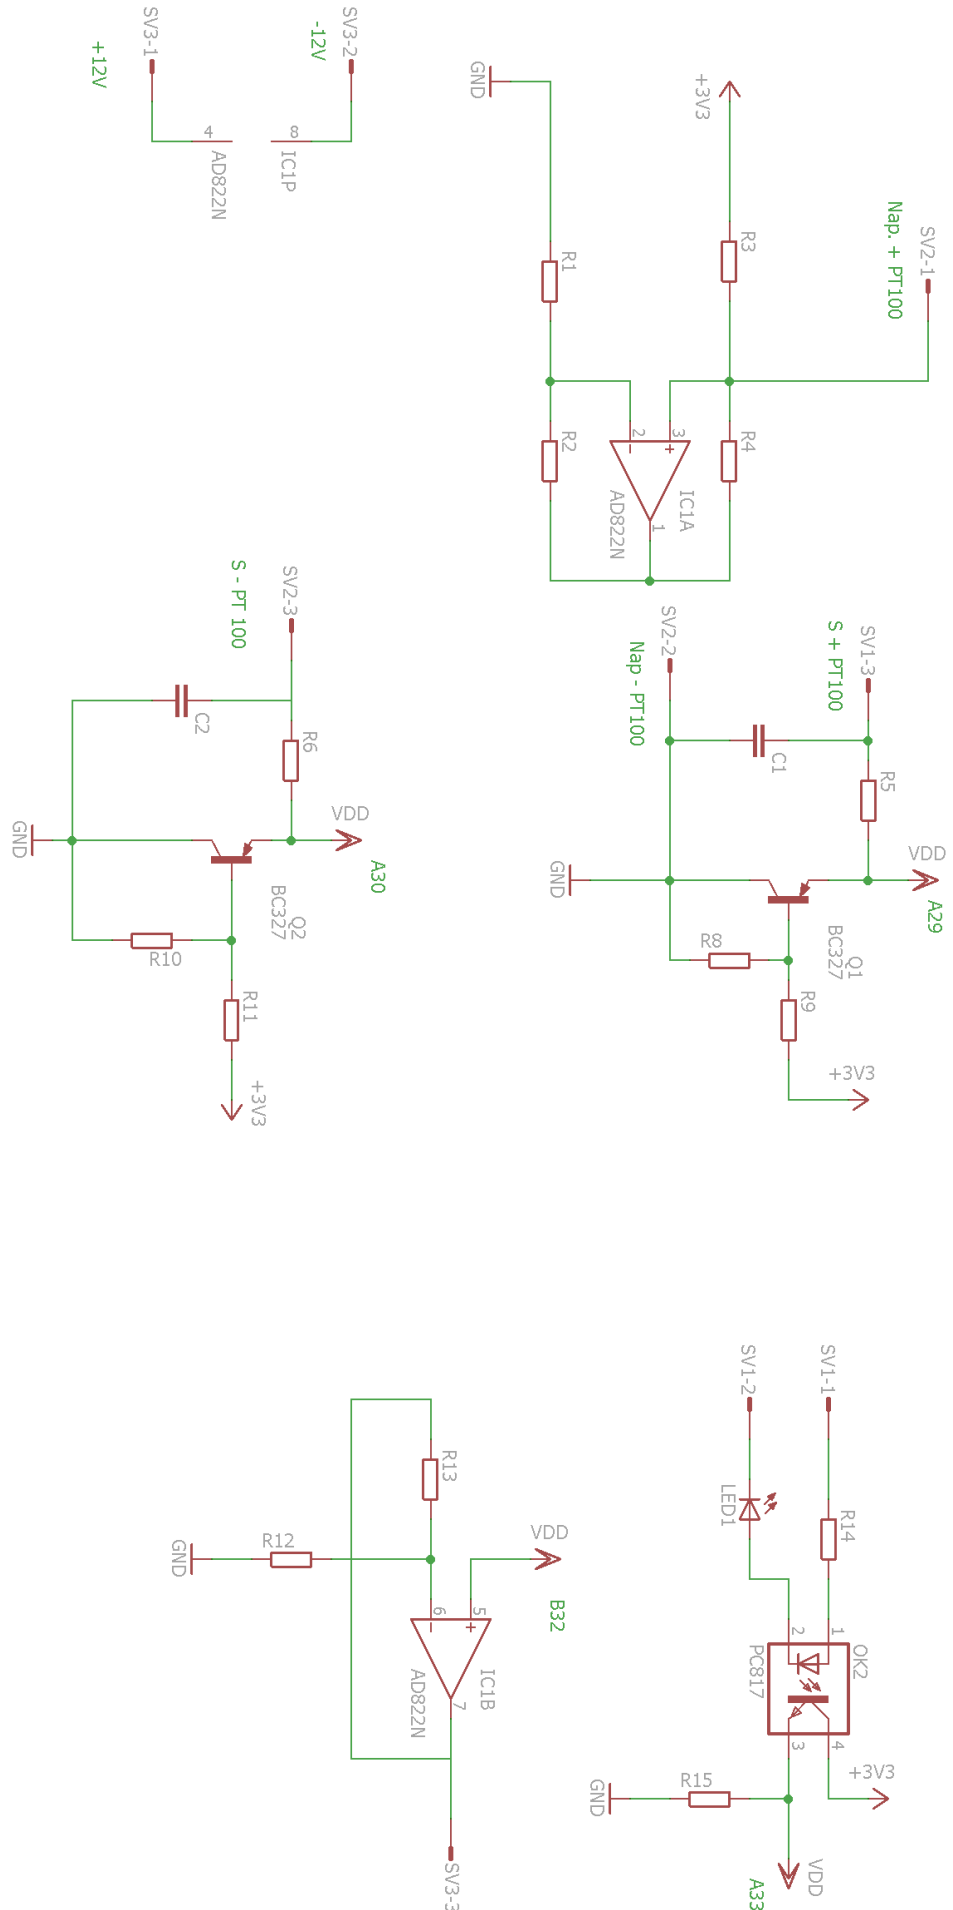 SV3-1
+12V
SV3-2
-12V
4
8
IC1P
AD822N
GND
+3V3
SV2-1
Nap. + PT100
R1
R3
R2
R4
2
3
1
IC1A
AD822N
SV2-3
S - PT 100
C2
R6
VDD
A30
GND
Q2
BC327
R10
R11
+3V3
SV2-2
Nap - PT100
SV1-3
S + PT100
C1
R5
VDD
A29
GND
Q1
BC327
R8
R9
+3V3
SV1-2
SV1-1
LED1
R14
1
2
3
4
OK2
PC817
+3V3
R15
GND
VDD
A33
R13
R12
GND
VDD
B32
5
6
7
IC1B
AD822N
SV3-3